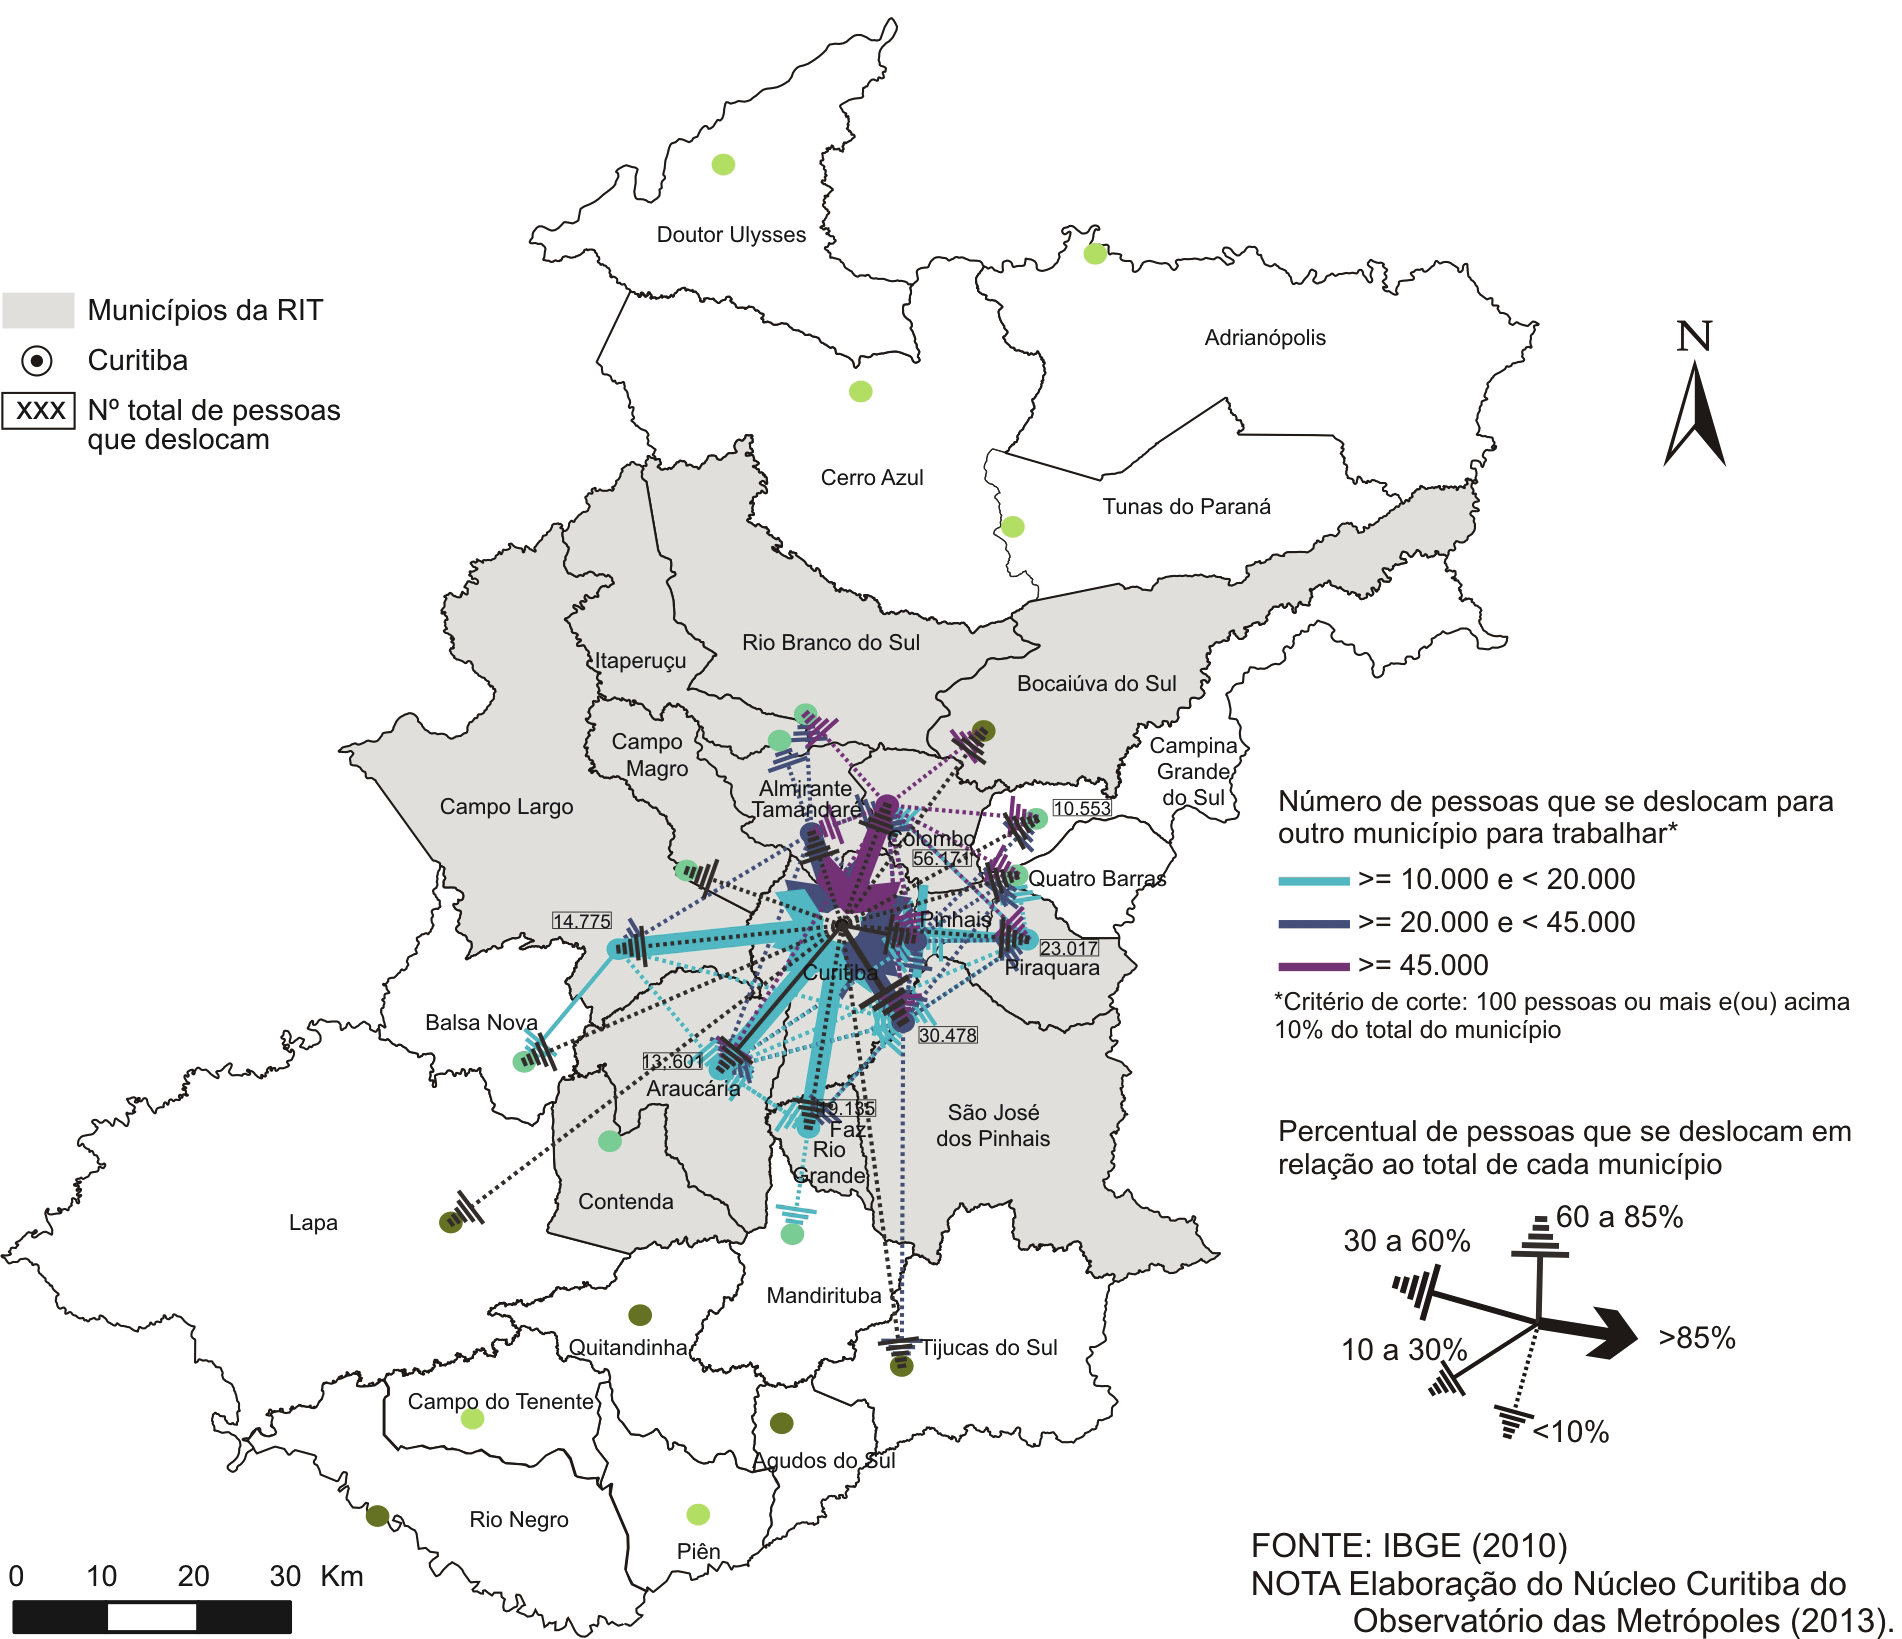 Doutor Ulysses
Municípios da RIT
Curitiba
XXX
Nº total de pessoas
que deslocam
Adrianópolis
N
Cerro Azul
Tunas do Paraná
Rio Branco do Sul
Itaperuçu
Bocaiúva do Sul
Campo
Magro
Campina
Grande
do Sul
Campo Largo
Almirante
Tamandaré
10.553
Colombo
56.171
Quatro Barras
14.775
Pinhais
23.017
Piraquara
Curitiba
Balsa Nova
30.478
13.601
Araucária
19.135
Faz.
Rio
Grande
São José
dos Pinhais
Contenda
Lapa
Mandirituba
Quitandinha
Tijucas do Sul
Campo do Tenente
Agudos do Sul
Rio Negro
Piên
Número de pessoas que se deslocam para
outro município para trabalhar*
>= 10.000 e < 20.000
>= 20.000 e < 45.000
>= 45.000
*Critério de corte: 100 pessoas ou mais e(ou) acima
10% do total do município
Percentual de pessoas que se deslocam em
relação ao total de cada município
60 a 85%
30 a 60%
>85%
10 a 30%
<10%
0 10 20 30 Km
FONTE: IBGE (2010)
NOTA Elaboração do Núcleo Curitiba do
Observatório das Metrópoles (2013).